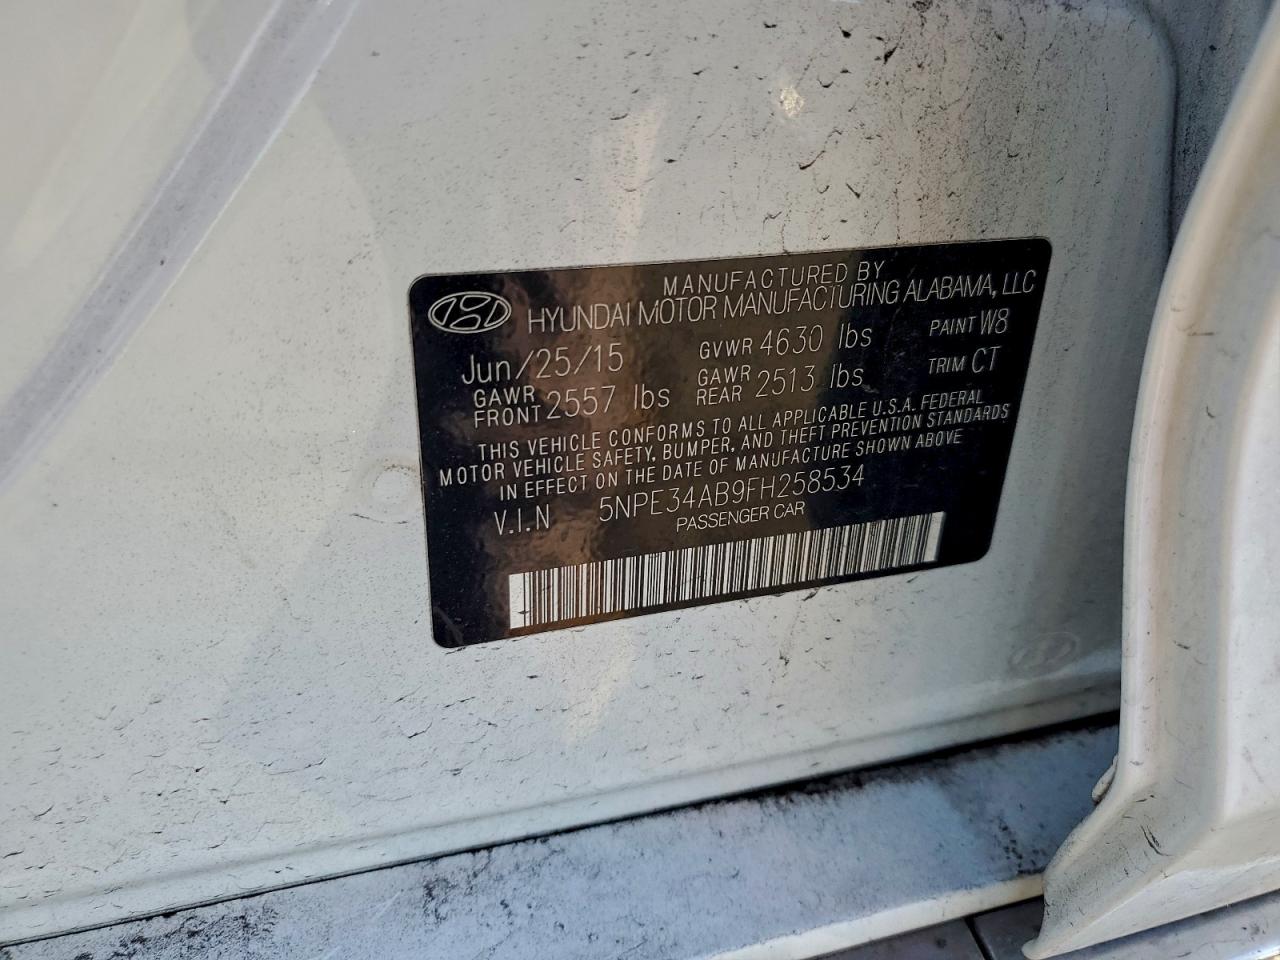 MANUFACTURED BY
HYUNDAI MOTOR MANUFACTURING ALABAMA, LLC
Jun/25/15 GVWR 4630 lbs PAINT W8
GAWR FRONT 2557 lbs GAWR REAR 2513 lbs TRIM CT
THIS VEHICLE CONFORMS TO ALL APPLICABLE U.S.A. FEDERAL
MOTOR VEHICLE SAFETY, BUMPER, AND THEFT PREVENTION STANDARDS
IN EFFECT ON THE DATE OF MANUFACTURE SHOWN ABOVE
V.I.N 5NPE34AB9FH258534
PASSENGER CAR